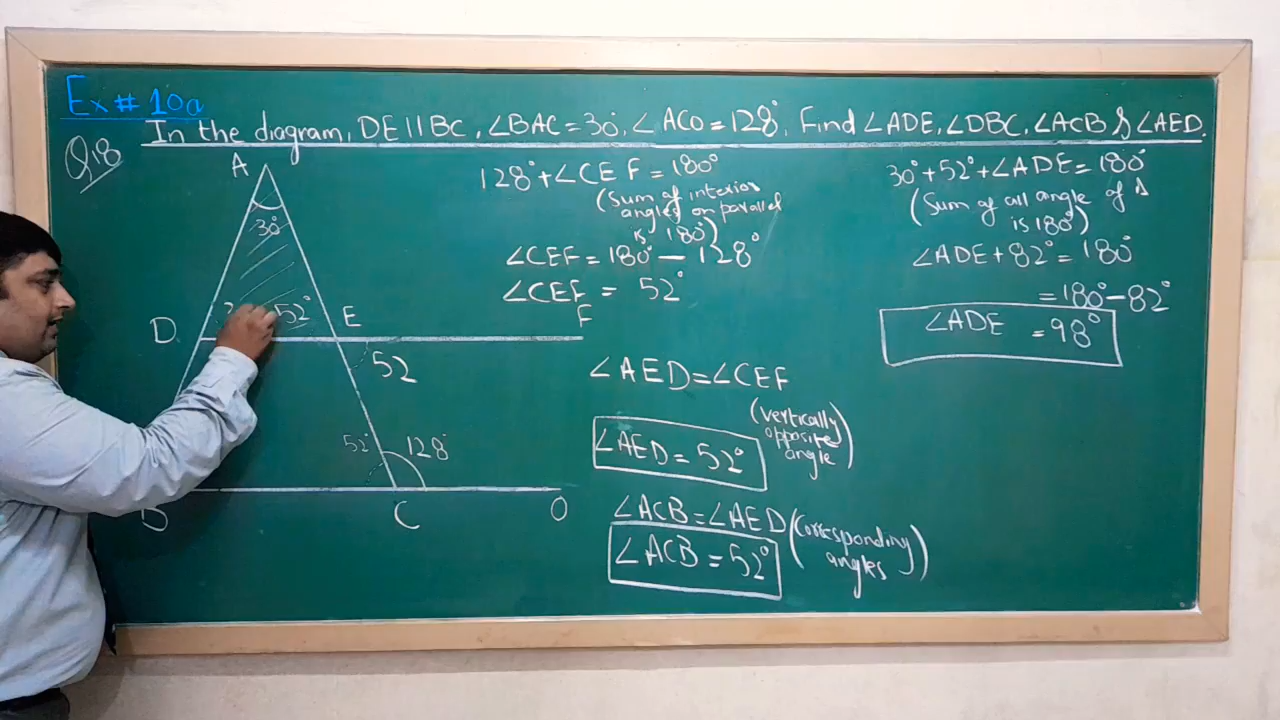 Ex# 10a
Q18
In the diagram, DE || BC, ∠BAC=30°, ∠ACO=128°. Find ∠ADE, ∠DBC, ∠ACB & ∠AED.
A
30°
52°
D
E
F
52
52°
128°
C
O
128°+∠CEF=180°
(Sum of interior
angles on parallel
is 180°)
∠CEF=180°-128°
∠CEF = 52°
∠AED=∠CEF
(vertically
opposite
angle)
∠AED=52°
∠ACB=∠AED (Corresponding
angles)
∠ACB=52°
30°+52°+∠ADE=180°
(Sum of all angle of Δ
is 180°)
∠ADE+82°=180°
=180°-82°
∠ADE =98°